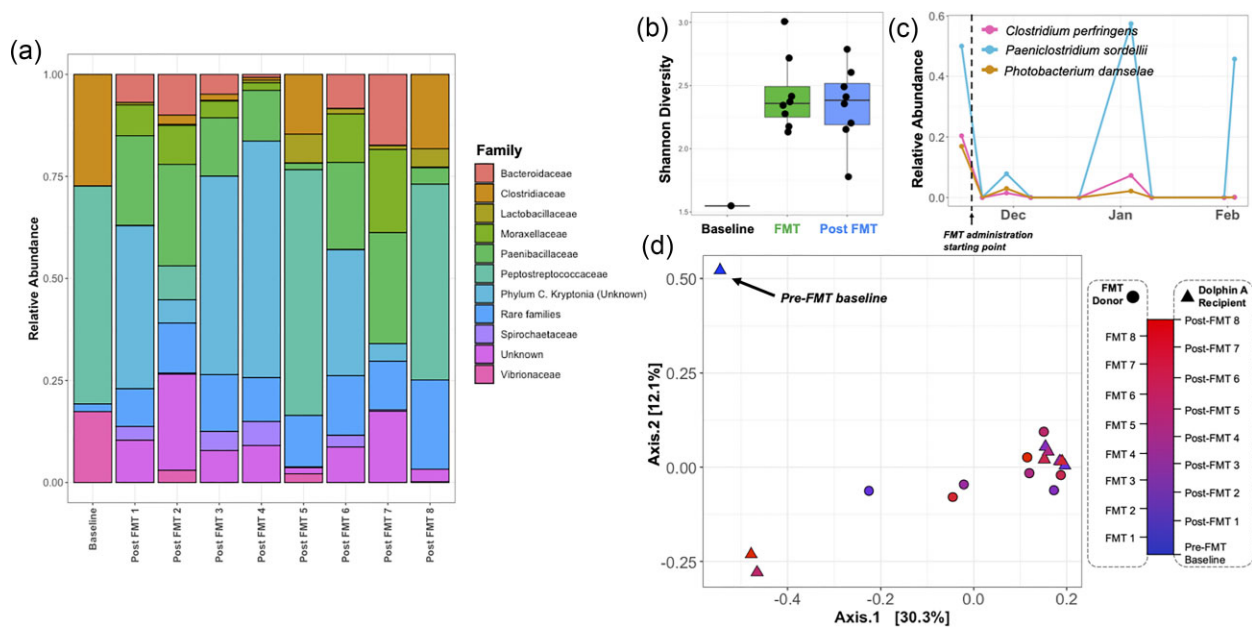 (a)
Relative Abundance
1.00
0.75
0.50
0.25
0.00
Baseline
Post FMT 1
Post FMT 2
Post FMT 3
Post FMT 4
Post FMT 5
Post FMT 6
Post FMT 7
Post FMT 8
Family
Bacteroidaceae
Clostridiaceae
Lactobacillaceae
Moraxellaceae
Paenibacillaceae
Peptostreptococcaceae
Phylum C. Kryptonia (Unknown)
Rare families
Spirochaetaceae
Unknown
Vibrionaceae
(b)
Shannon Diversity
3.0
2.5
2.0
1.5
Baseline
FMT
Post FMT
(c)
Relative Abundance
0.6
0.4
0.2
0.0
Clostridium perfringens
Paeniclostridium sordellii
Photobacterium damselae
Dec
Jan
Feb
FMT administration
starting point
(d)
Axis.2 [12.1%]
0.50
0.25
0.00
-0.25
Pre-FMT baseline
-0.4
-0.2
0.0
0.2
Axis.1 [30.3%]
FMT
Donor
FMT 8
FMT 7
FMT 6
FMT 5
FMT 4
FMT 3
FMT 2
FMT 1
Dolphin A
Recipient
Post-FMT 8
Post-FMT 7
Post-FMT 6
Post-FMT 5
Post-FMT 4
Post-FMT 3
Post-FMT 2
Post-FMT 1
Pre-FMT
Baseline